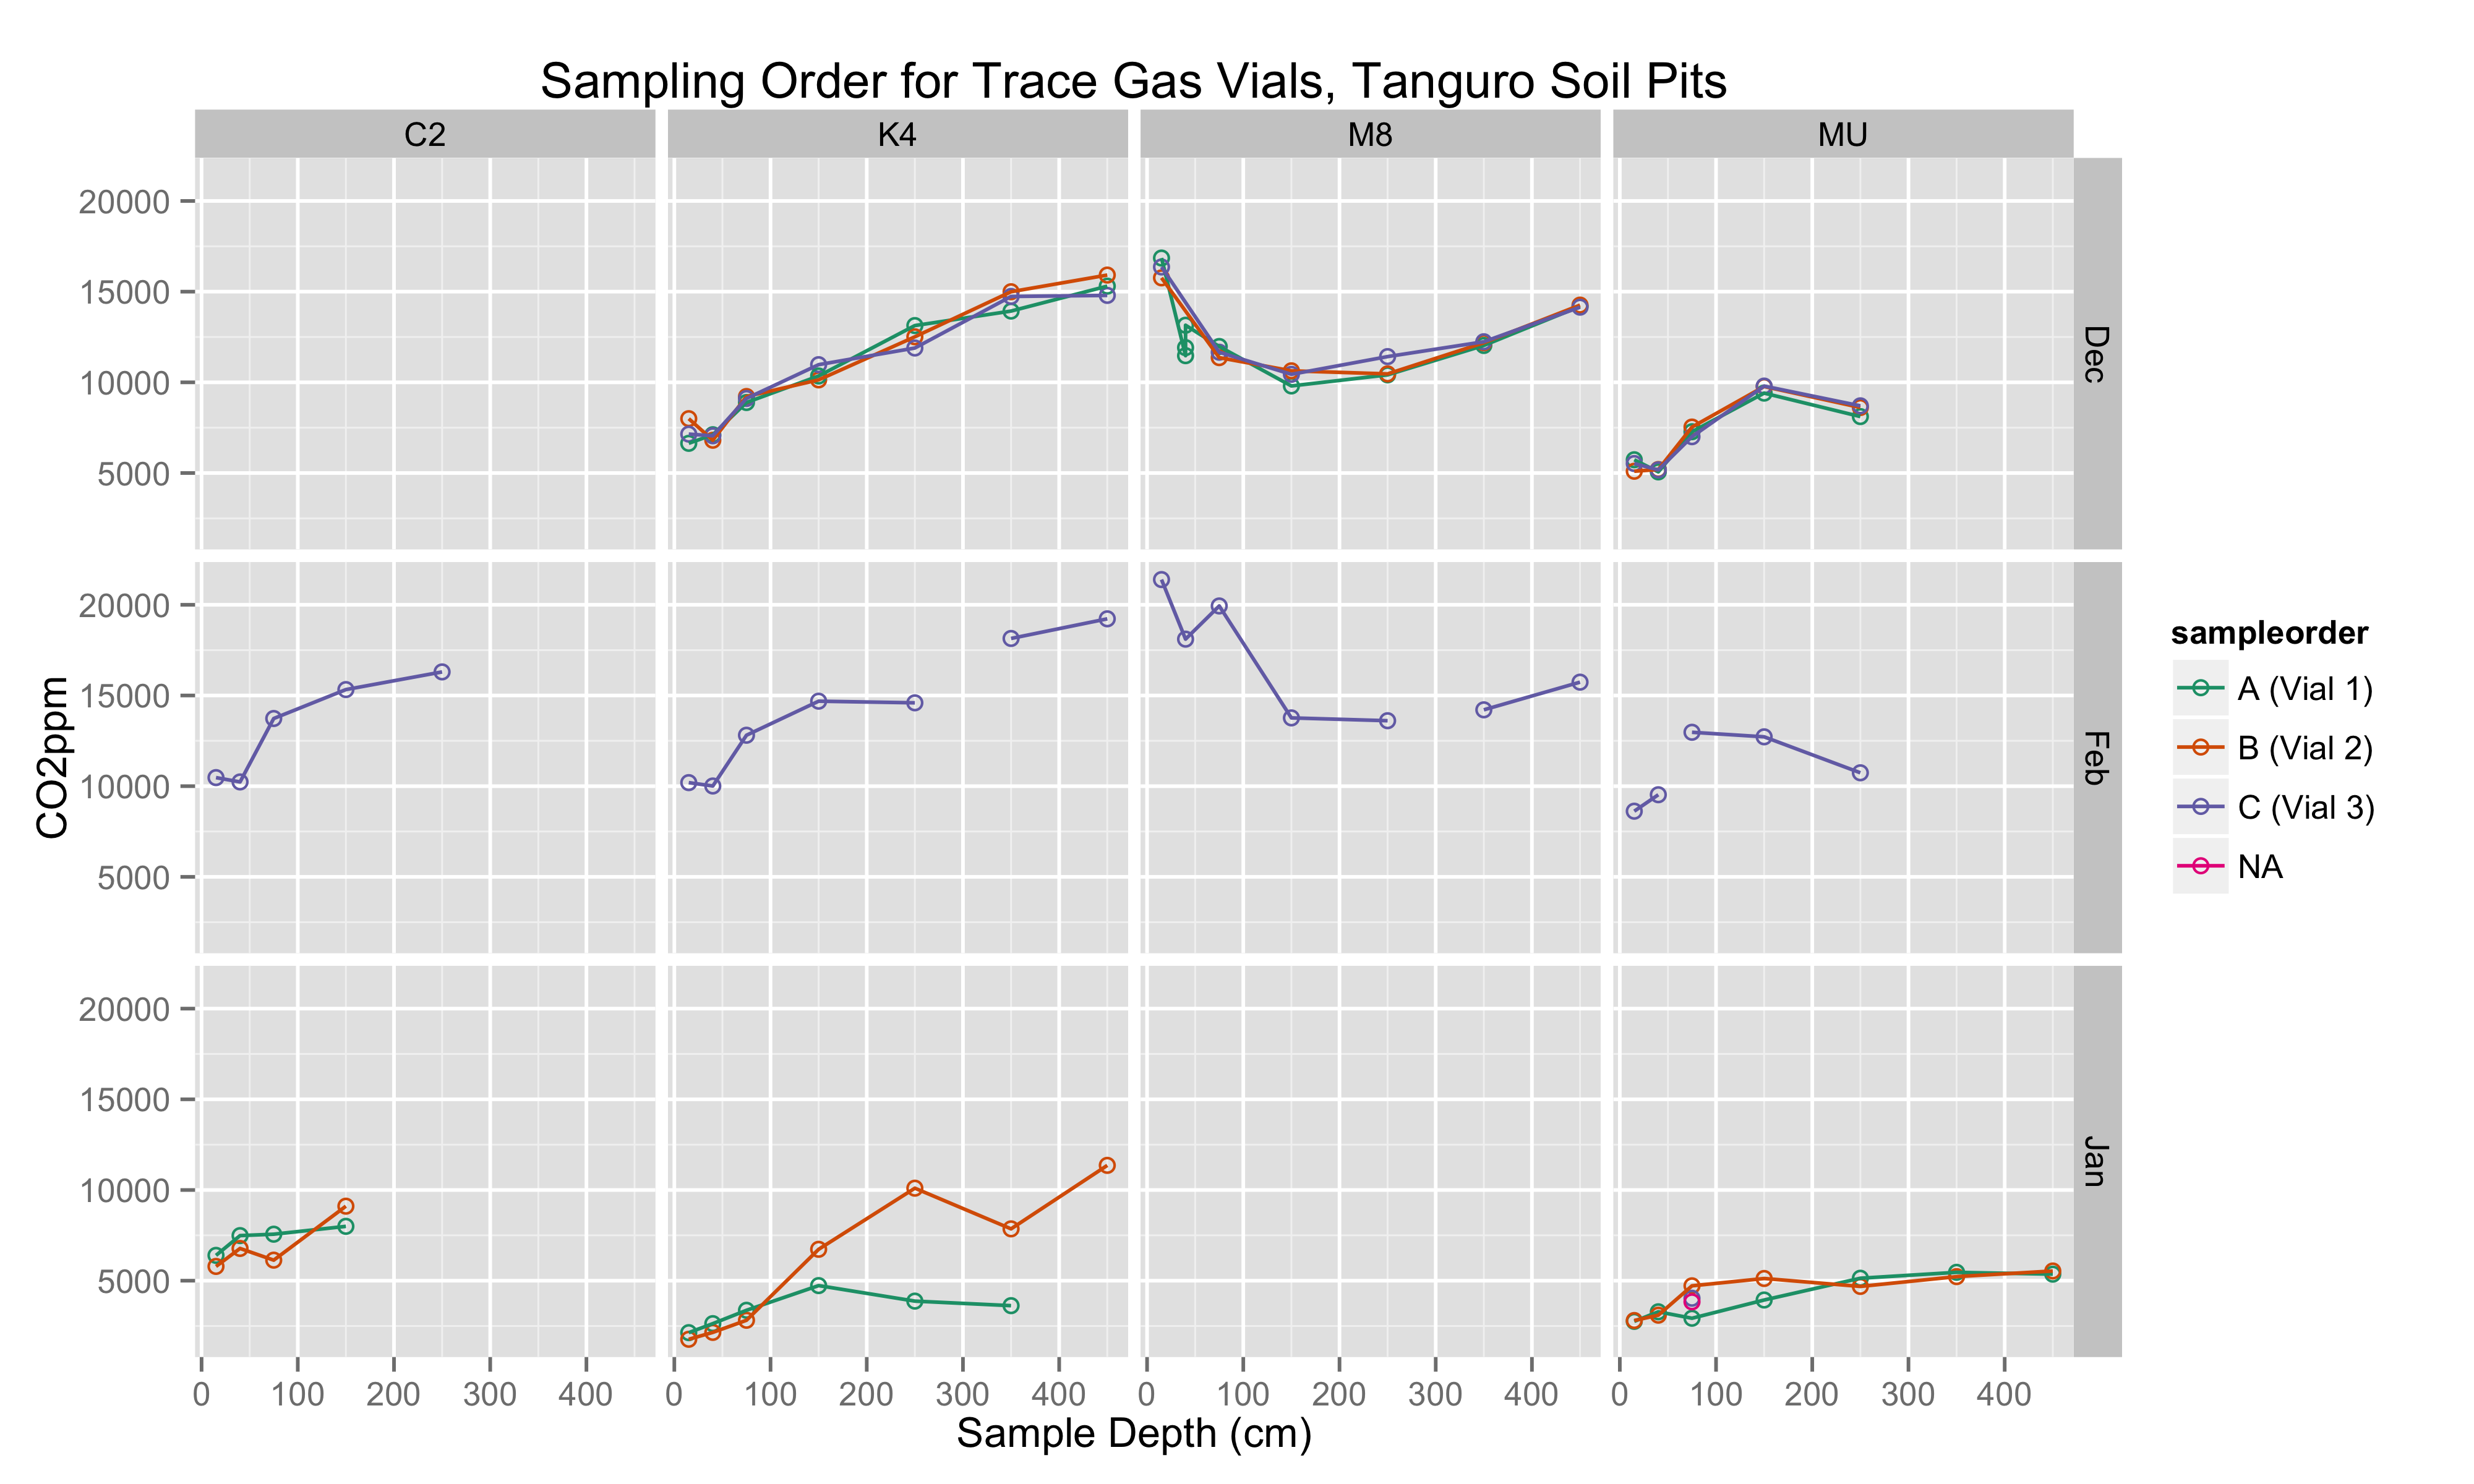 Sampling Order for Trace Gas Vials, Tanguro Soil Pits
C2 K4 M8 MU
20000
15000
10000
5000
Dec
20000
15000
10000
5000
Feb
20000
15000
10000
5000
Jan
CO2ppm
0 100 200 300 400 0 100 200 300 400 0 100 200 300 400 0 100 200 300 400
Sample Depth (cm)
sampleorder
A (Vial 1)
B (Vial 2)
C (Vial 3)
NA